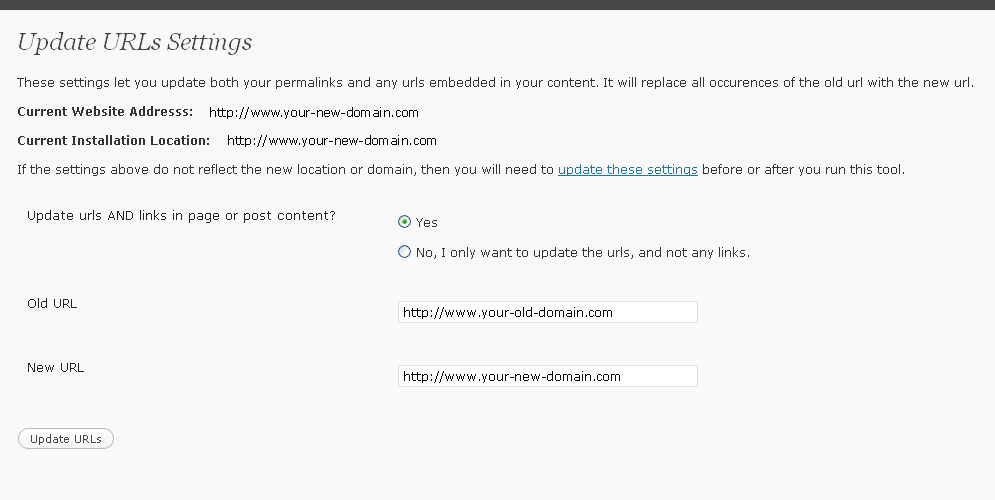 Update URLs Settings
These settings let you update both your permalinks and any urls embedded in your content. It will replace all occurences of the old url with the new url.
Current Website Addresss: http://www.your-new-domain.com
Current Installation Location: http://www.your-new-domain.com
If the settings above do not reflect the new location or domain, then you will need to update these settings before or after you run this tool.
Update urls AND links in page or post content?
Yes
No, I only want to update the urls, and not any links.
Old URL
http://www.your-old-domain.com
New URL
http://www.your-new-domain.com
Update URLs